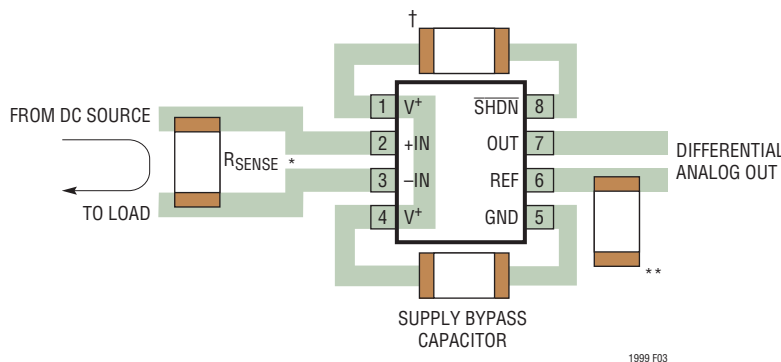 †
FROM DC SOURCE
RSENSE *
TO LOAD
1 V+
2 +IN
3 –IN
4 V+
S̅H̅D̅N̅ 8
OUT 7
REF 6
GND 5
DIFFERENTIAL
ANALOG OUT
**
SUPPLY BYPASS
CAPACITOR
1999 F03